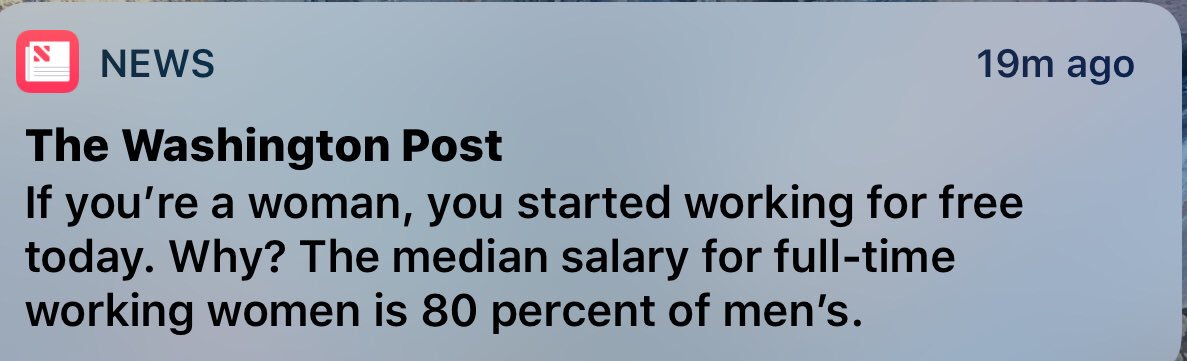 NEWS
19m ago
The Washington Post
If you’re a woman, you started working for free
today. Why? The median salary for full-time
working women is 80 percent of men’s.